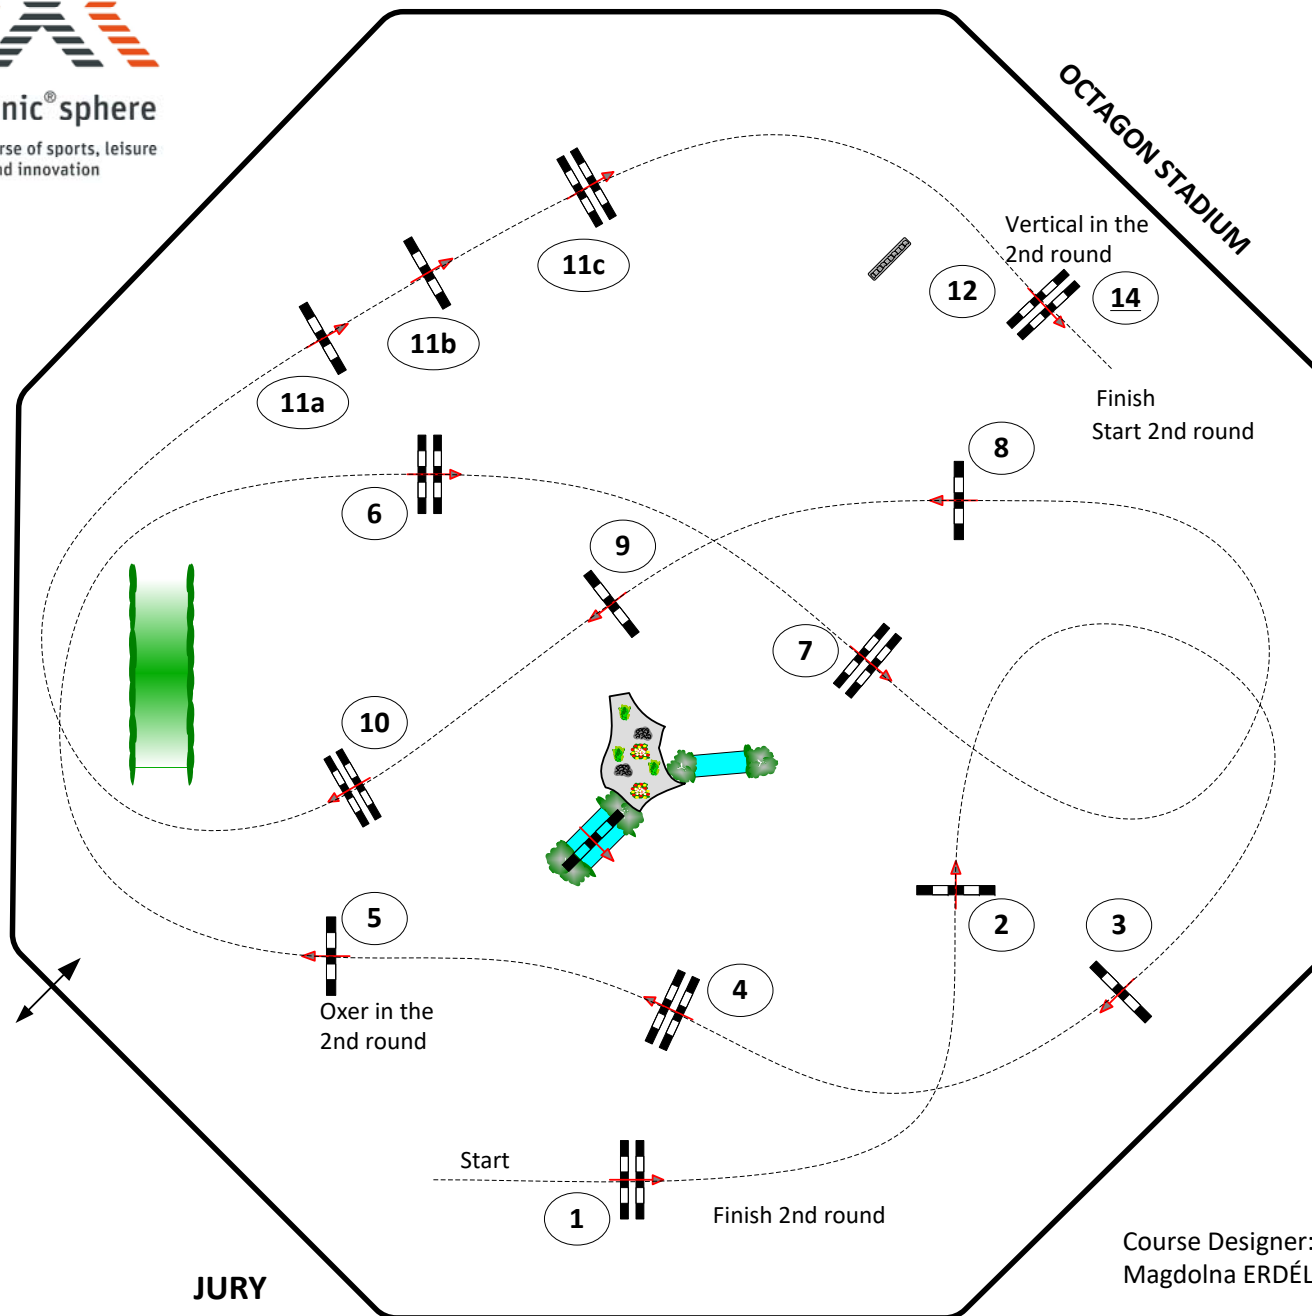 nic®sphere
rse of sports, leisure
nd innovation
OCTAGON STADIUM
Vertical in the
2nd round
11c
12
14
11b
11a
Finish
Start 2nd round
8
6
9
7
10
5
2
3
4
Oxer in the
2nd round
Start
1
Finish 2nd round
JURY
Course Designer:
Magdolna ERDÉL